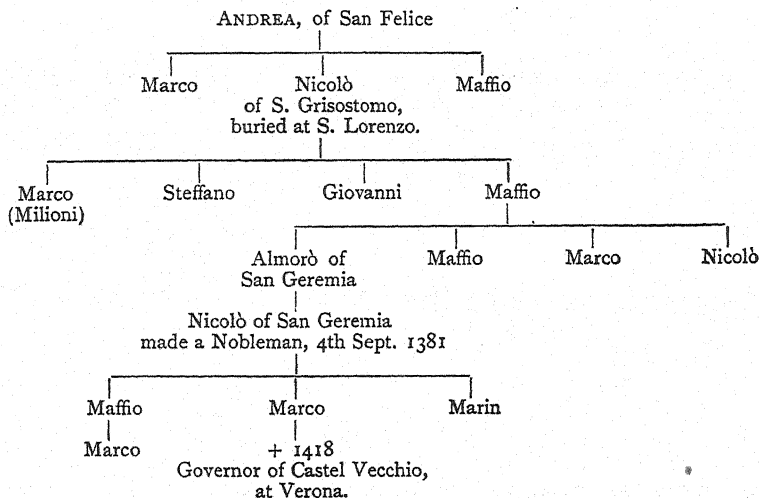 ANDREA, of San Felice
Marco Nicolò Maffio
of S. Grisostomo,
buried at S. Lorenzo.
Marco Steffano Giovanni Maffio
(Milioni)
Almorò of Maffio Marco Nicolò
San Geremia
Nicolò of San Geremia
made a Nobleman, 4th Sept. 1381
Maffio Marco Marin
Marco + 1418
Governor of Castel Vecchio,
at Verona.